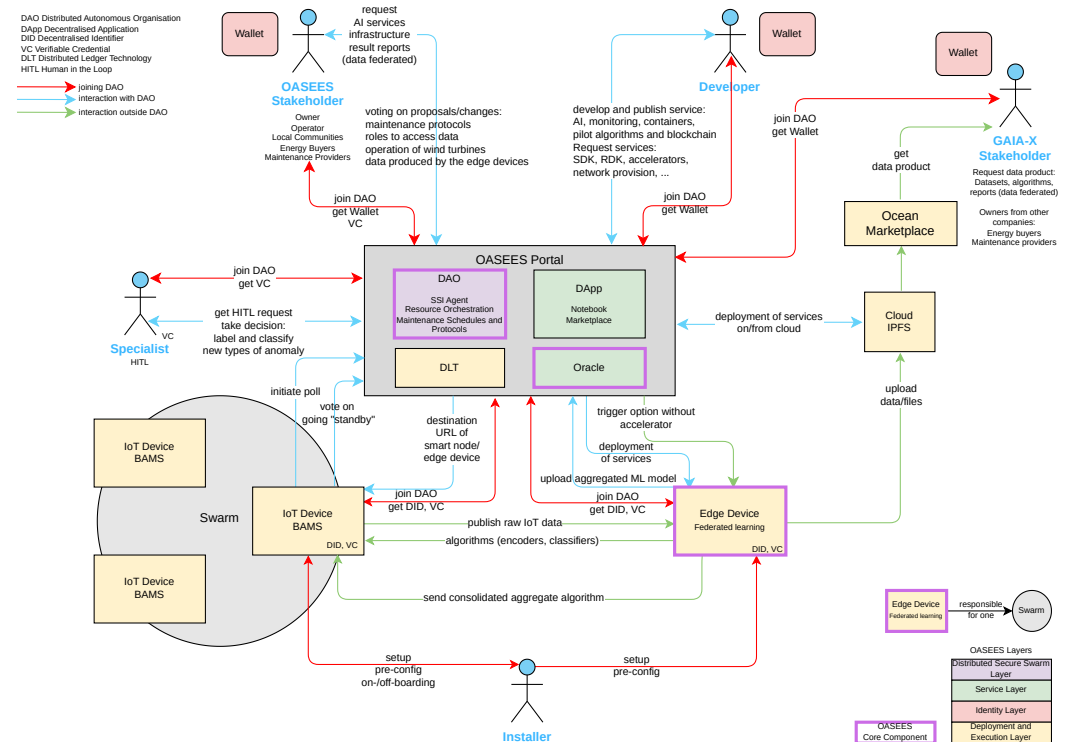 DAO Distributed Autonomous Organisation
DApp Decentralised Application
DID Decentralised Identifier
VC Verifiable Credential
DLT Distributed Ledger Technology
HITL Human in the Loop
joining DAO
interaction with DAO
interaction outside DAO
Wallet
OASEES
Stakeholder
Owner
Operator
Local Communities
Energy Buyers
Maintenance Providers
request
AI services
infrastructure
result reports
(data federated)
voting on proposals/changes:
maintenance protocols
roles to access data
operation of wind turbines
data produced by the edge devices
join DAO
get Wallet
VC
Developer
Wallet
develop and publish service:
AI, monitoring, containers,
pilot algorithms and blockchain
Request services:
SDK, RDK, accelerators,
network provision, ...
join DAO
get Wallet
join DAO
get Wallet
Wallet
GAIA-X
Stakeholder
Request data product:
Datasets, algorithms,
reports (data federated)
Owners from other
companies:
Energy buyers
Maintenance providers
get
data product
Ocean
Marketplace
Cloud
IPFS
deployment of services
on/from cloud
upload
data/files
OASEES Portal
DAO
SSI Agent
Resource Orchestration
Maintenance Schedules and
Protocols
DApp
Notebook
Marketplace
DLT
Oracle
join DAO
get VC
get HITL request
take decision:
label and classify
new types of anomaly
VC
Specialist
HITL
initiate poll
vote on
going "standby"
destination
URL of
smart node/
edge device
trigger option without
accelerator
deployment
of services
upload aggregated ML model
join DAO
get DID, VC
join DAO
get DID, VC
IoT Device
BAMS
Swarm
IoT Device
BAMS
DID, VC
IoT Device
BAMS
publish raw IoT data
algorithms (encoders, classifiers)
send consolidated aggregate algorithm
Edge Device
Federated learning
DID, VC
setup
pre-config
on-/off-boarding
setup
pre-config
Installer
Edge Device
Federated learning
responsible
for one
Swarm
OASEES Layers
Distributed Secure Swarm
Layer
Service Layer
Identity Layer
Deployment and
Execution Layer
OASEES
Core Component